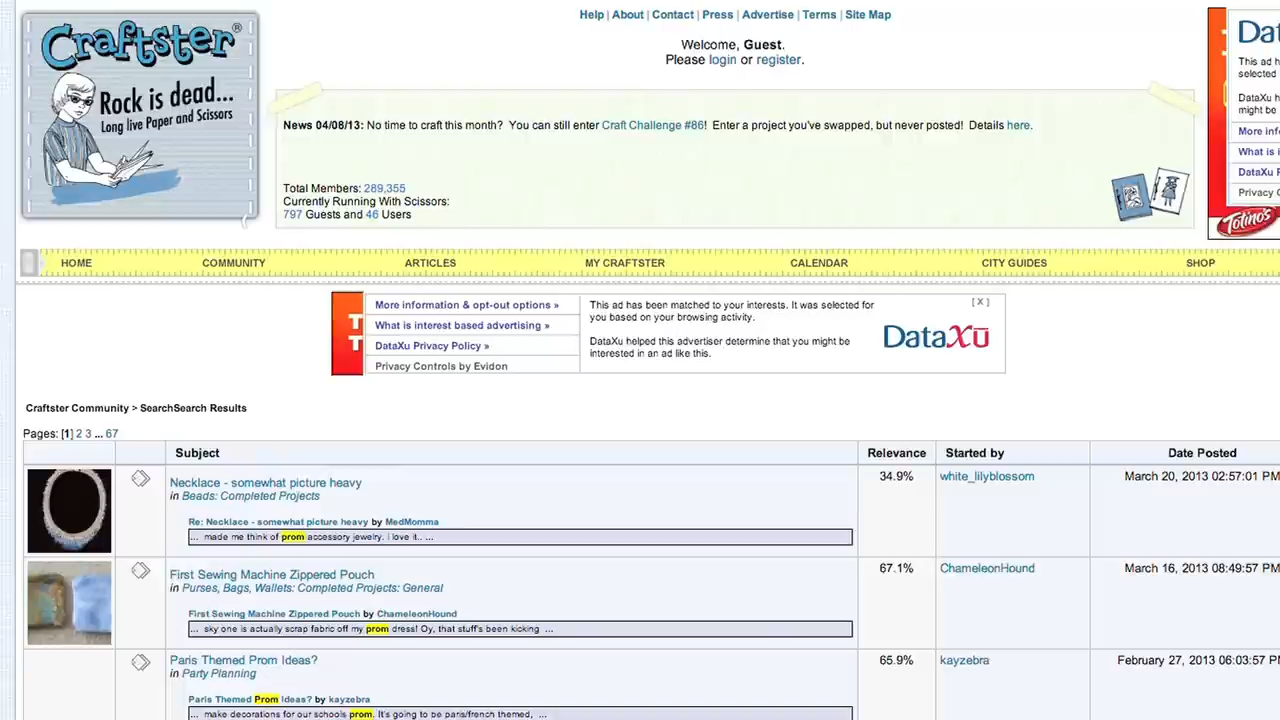 Craftster®
Rock is dead...
Long live Paper and Scissors
Help | About | Contact | Press | Advertise | Terms | Site Map
Welcome, Guest.
Please login or register.
News 04/08/13: No time to craft this month? You can still enter Craft Challenge #86! Enter a project you've swapped, but never posted! Details here.
Total Members: 289,355
Currently Running With Scissors:
797 Guests and 46 Users
This ad
selected
DataXu
might be
More inf
What is i
DataXu P
Privacy C
Totino's
HOME COMMUNITY ARTICLES MY CRAFTSTER CALENDAR CITY GUIDES SHOP
More information & opt-out options »
What is interest based advertising »
DataXu Privacy Policy »
Privacy Controls by Evidon
This ad has been matched to your interests. It was selected for
you based on your browsing activity.
DataXu helped this advertiser determine that you might be
interested in an ad like this.
[ X ]
DataXu
Craftster Community > SearchSearch Results
Pages: [1] 2 3 ... 67
Subject Relevance Started by Date Posted
Necklace - somewhat picture heavy 34.9% white_lilyblossom March 20, 2013 02:57:01 PM
in Beads: Completed Projects
Re: Necklace - somewhat picture heavy by MedMomma
... made me think of prom accessory jewelry. i love it.. ...
First Sewing Machine Zippered Pouch 67.1% ChameleonHound March 16, 2013 08:49:57 PM
in Purses, Bags, Wallets: Completed Projects: General
First Sewing Machine Zippered Pouch by ChameleonHound
... sky one is actually scrap fabric off my prom dress! Oy, that stuff's been kicking ...
Paris Themed Prom Ideas? 65.9% kayzebra February 27, 2013 06:03:57 PM
in Party Planning
Paris Themed Prom Ideas? by kayzebra
... make decorations for our schools prom. It's going to be paris/french themed, ...